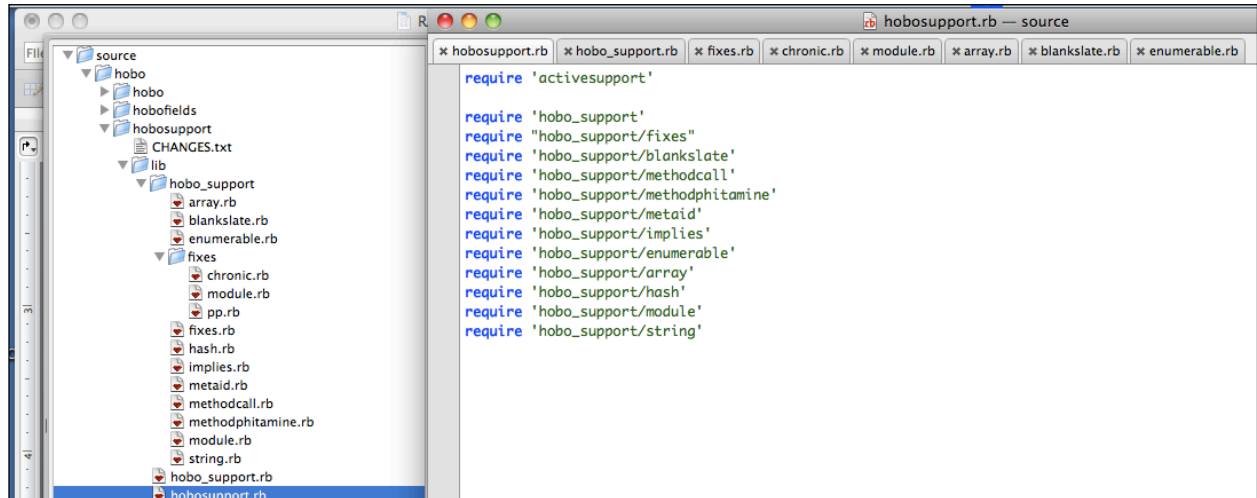 R
hobosupport.rb — source
File
hobosupport.rb hobo_support.rb fixes.rb chronic.rb module.rb array.rb blankslate.rb enumerable.rb
source
hobo
hobo
hobofields
hobosupport
CHANGES.txt
lib
hobo_support
array.rb
blankslate.rb
enumerable.rb
fixes
chronic.rb
module.rb
pp.rb
fixes.rb
hash.rb
implies.rb
metaid.rb
methodcall.rb
methodphitamine.rb
module.rb
string.rb
hobo_support.rb
hobosupport.rb
require 'activesupport'
require 'hobo_support'
require "hobo_support/fixes"
require 'hobo_support/blankslate'
require 'hobo_support/methodcall'
require 'hobo_support/methodphitamine'
require 'hobo_support/metaid'
require 'hobo_support/implies'
require 'hobo_support/enumerable'
require 'hobo_support/array'
require 'hobo_support/hash'
require 'hobo_support/module'
require 'hobo_support/string'
3
4